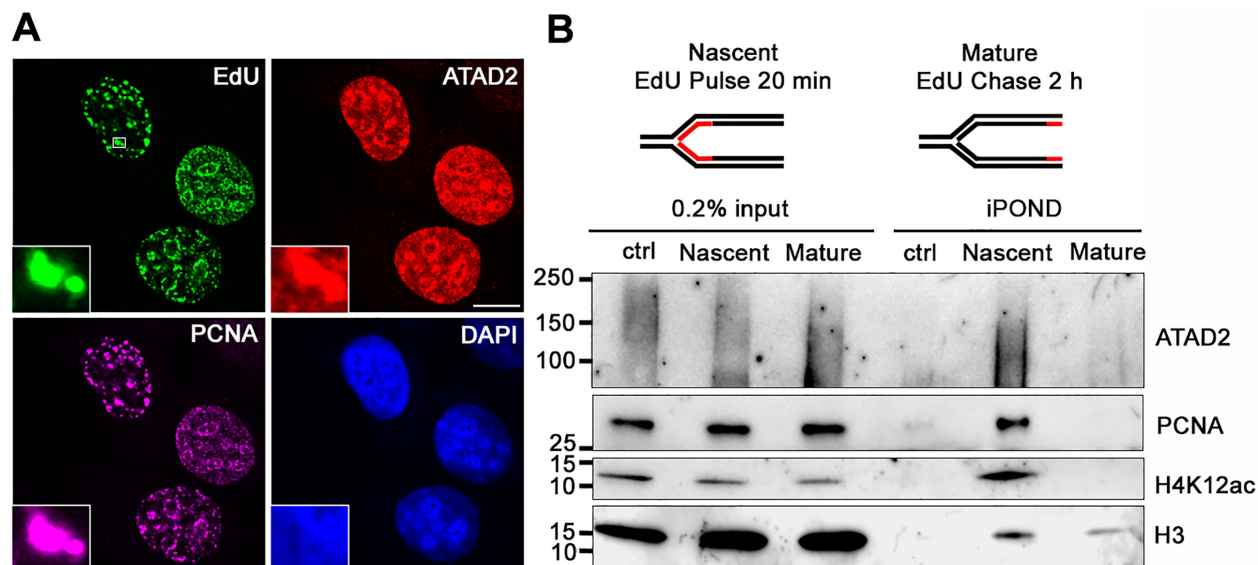 A
EdU
ATAD2
PCNA
DAPI
B
Nascent
EdU Pulse 20 min
Mature
EdU Chase 2 h
0.2% input
iPOND
ctrl Nascent Mature ctrl Nascent Mature
250
150
100
ATAD2
25
PCNA
15
10
H4K12ac
15
10
H3